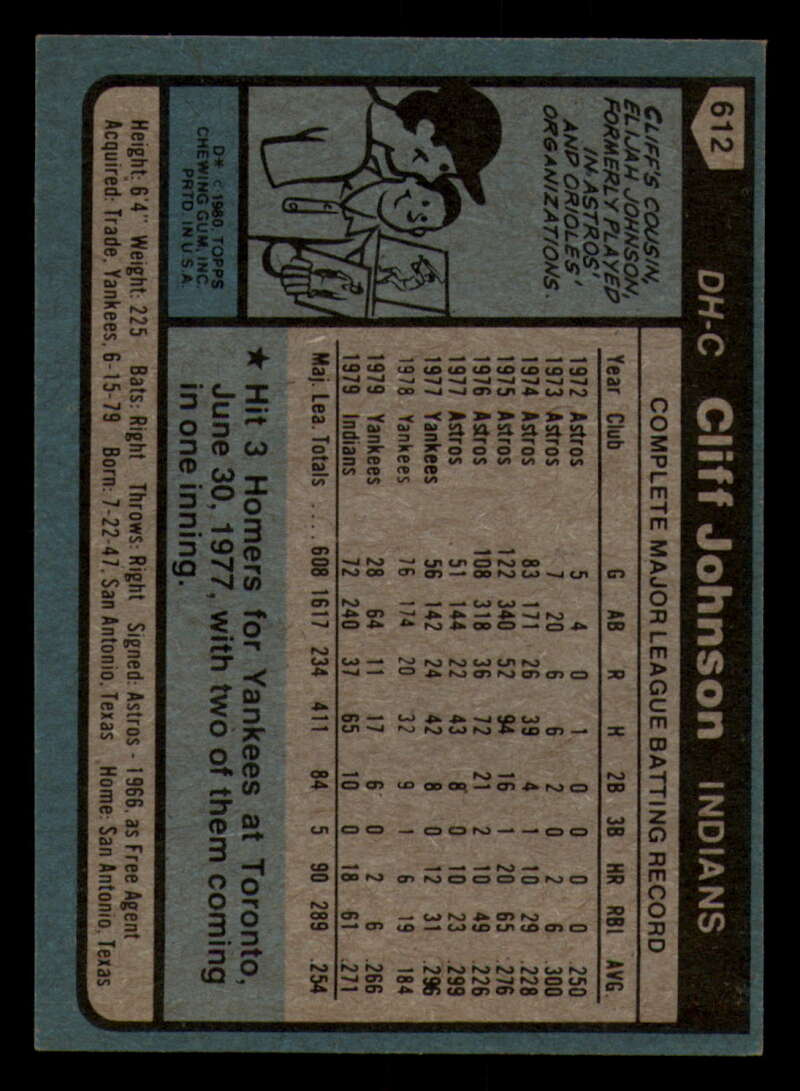 612 DH-C Cliff Johnson INDIANS
CLIFF'S COUSIN,
ELIJAH JOHNSON,
FORMERLY PLAYED
IN ASTROS'
AND ORIOLES'
ORGANIZATIONS.
D* © 1980 TOPPS
CHEWING GUM, INC.
PRTD IN U.S.A.
COMPLETE MAJOR LEAGUE BATTING RECORD
Year Club G AB R H 2B 3B HR RBI AVG.
1972 Astros 5 4 0 1 0 0 0 0 .250
1973 Astros 7 20 6 6 2 0 2 6 .300
1974 Astros 83 171 26 39 4 1 10 29 .228
1975 Astros 122 340 52 94 16 1 20 65 .276
1976 Astros 108 318 36 72 21 2 10 49 .226
1977 Astros 51 144 22 43 8 0 10 23 .299
1977 Yankees 56 142 24 42 8 0 12 31 .296
1978 Yankees 76 174 20 32 9 1 6 19 .184
1979 Yankees 28 64 11 17 6 0 2 6 .266
1979 Indians 72 240 37 65 10 0 18 61 .271
Maj. Lea. Totals .... 608 1617 234 411 84 5 90 289 .254
★ Hit 3 Homers for Yankees at Toronto,
June 30, 1977, with two of them coming
in one inning.
Height: 6'4" Weight: 225 Bats: Right Throws: Right Signed: Astros - 1966, as Free Agent
Acquired: Trade, Yankees, 6-15-79 Born: 7-22-47, San Antonio, Texas Home: San Antonio, Texas